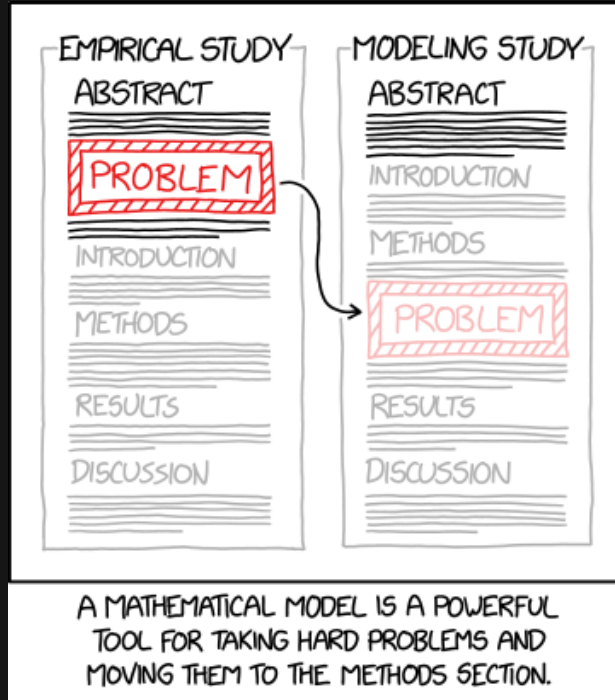 EMPIRICAL STUDY
ABSTRACT
PROBLEM
INTRODUCTION
METHODS
RESULTS
DISCUSSION
MODELING STUDY
ABSTRACT
INTRODUCTION
METHODS
PROBLEM
RESULTS
DISCUSSION
A MATHEMATICAL MODEL IS A POWERFUL
TOOL FOR TAKING HARD PROBLEMS AND
MOVING THEM TO THE METHODS SECTION.